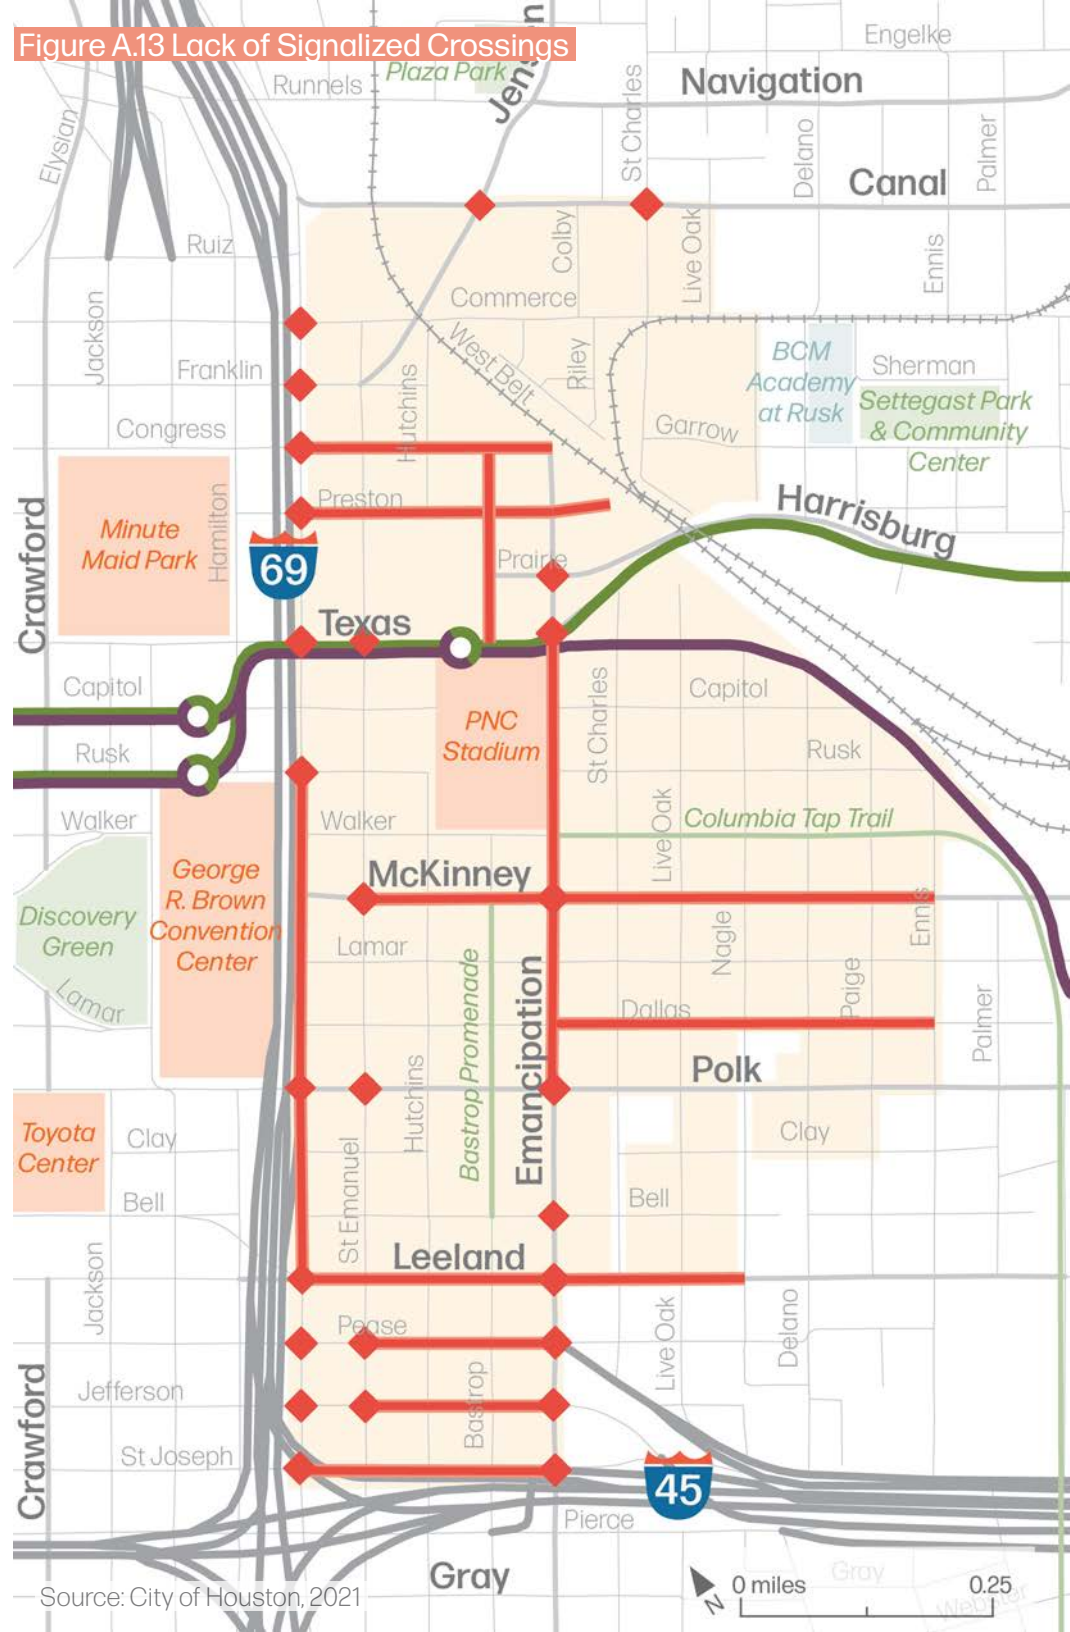 Figure A.13 Lack of Signalized Crossings
Engelke
Plaza Park
Runnels
Navigation
Elysian
St Charles
Delano
Palmer
Canal
Ruiz
Colby
Live Oak
Ennis
Commerce
Jackson
Franklin
West Belt
Riley
BCM
Academy
at Rusk
Sherman
Settegast Park
& Community
Center
Hutchins
Congress
Garrow
Crawford
Minute
Maid Park
Hamilton
Preston
Harrisburg
Prairie
69
Texas
Capitol
PNC
Stadium
St Charles
Capitol
Rusk
Rusk
Walker
Walker
Live Oak
Columbia Tap Trail
George
R. Brown
Convention
Center
McKinney
Discovery
Green
Lamar
Lamar
Nagle
Ennis
Bastrop Promenade
Emancipation
Dallas
Paige
Palmer
Polk
Hutchins
Toyota
Center
Clay
Clay
St Emanuel
Bell
Bell
Leeland
Jackson
Pease
Live Oak
Delano
Crawford
Jefferson
Bastrop
St Joseph
45
Pierce
Gray
Gray
Source: City of Houston, 2021
N
0 miles
0.25
Webster